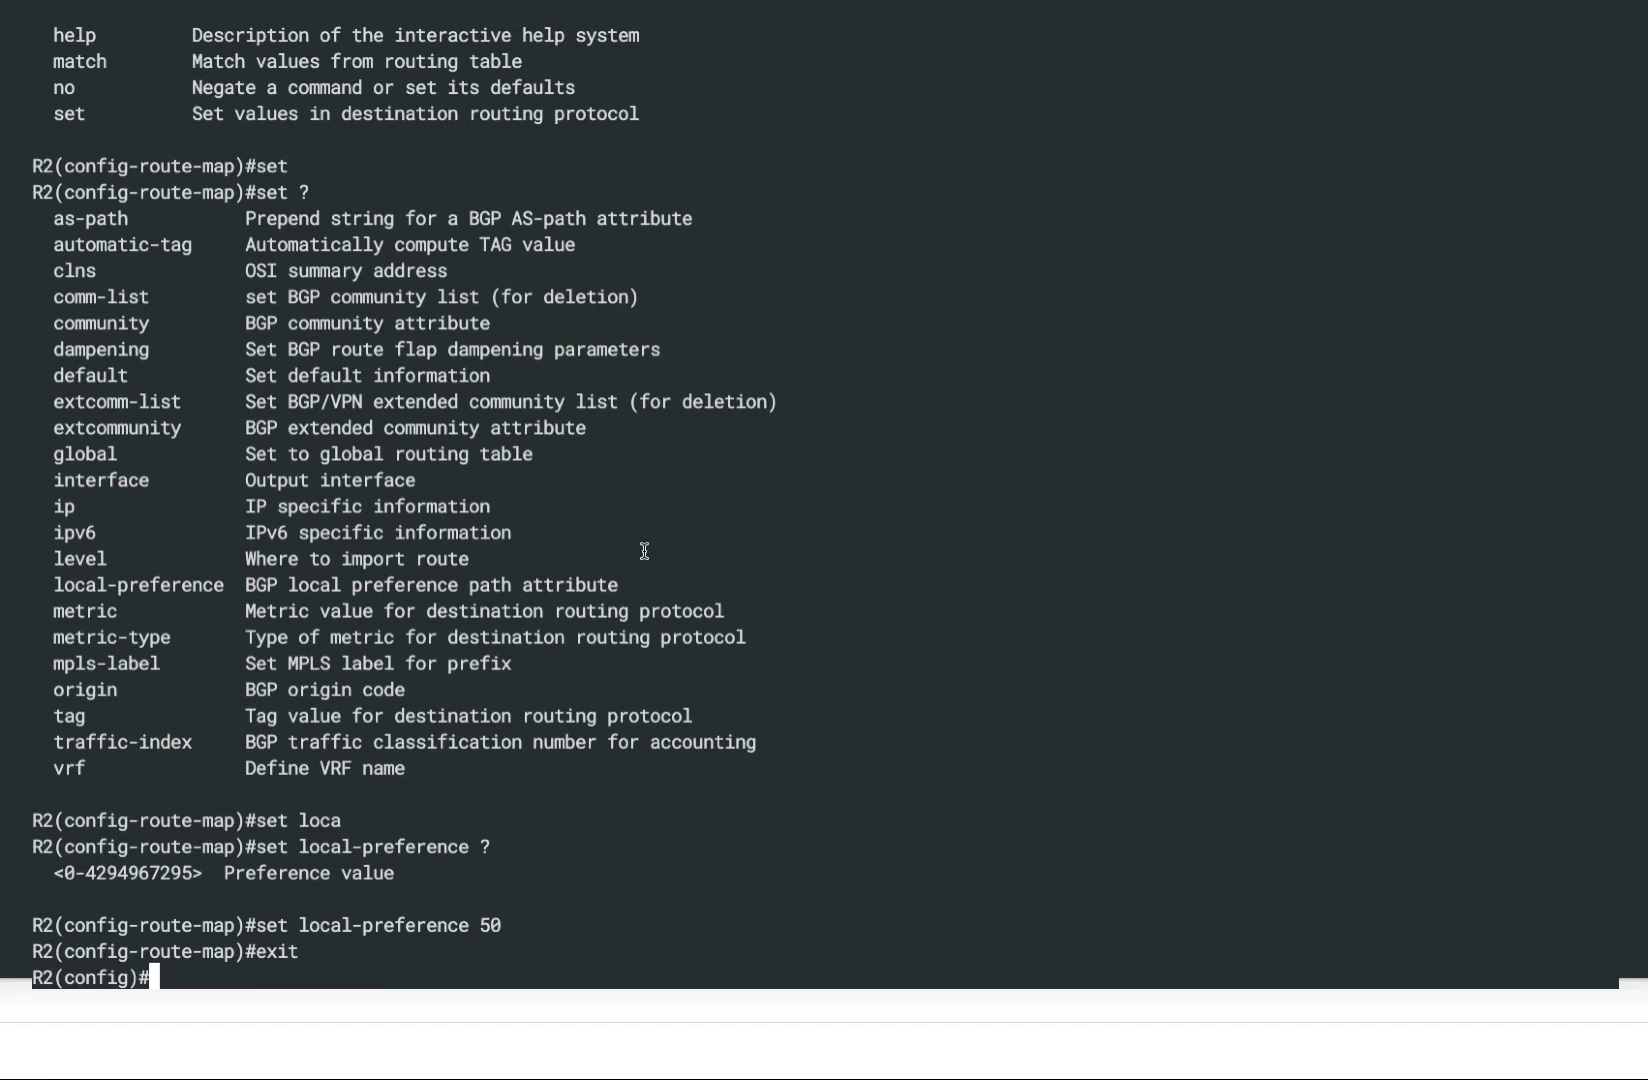 help         Description of the interactive help system
match        Match values from routing table
no           Negate a command or set its defaults
set          Set values in destination routing protocol
R2(config-route-map)#set
R2(config-route-map)#set ?
as-path           Prepend string for a BGP AS-path attribute
automatic-tag     Automatically compute TAG value
clns              OSI summary address
comm-list         set BGP community list (for deletion)
community         BGP community attribute
dampening         Set BGP route flap dampening parameters
default           Set default information
extcomm-list      Set BGP/VPN extended community list (for deletion)
extcommunity      BGP extended community attribute
global            Set to global routing table
interface         Output interface
ip                IP specific information
ipv6              IPv6 specific information
level             Where to import route
local-preference  BGP local preference path attribute
metric            Metric value for destination routing protocol
metric-type       Type of metric for destination routing protocol
mpls-label        Set MPLS label for prefix
origin            BGP origin code
tag               Tag value for destination routing protocol
traffic-index     BGP traffic classification number for accounting
vrf               Define VRF name
R2(config-route-map)#set loca
R2(config-route-map)#set local-preference ?
<0-4294967295>  Preference value
R2(config-route-map)#set local-preference 50
R2(config-route-map)#exit
R2(config)#